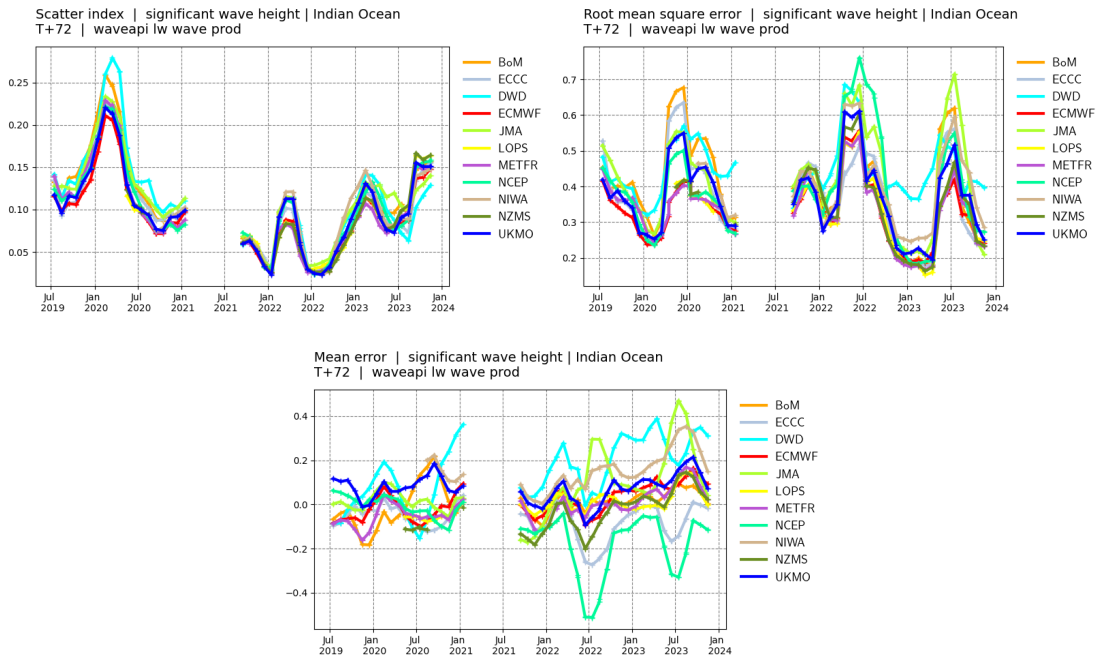 Scatter index | significant wave height | Indian Ocean
T+72 | waveapi lw wave prod
0.25
0.20
0.15
0.10
0.05
Jul
2019
Jan
2020
Jul
2020
Jan
2021
Jul
2021
Jan
2022
Jul
2022
Jan
2023
Jul
2023
Jan
2024
BoM
ECCC
DWD
ECMWF
JMA
LOPS
METFR
NCEP
NIWA
NZMS
UKMO
Root mean square error | significant wave height | Indian Ocean
T+72 | waveapi lw wave prod
0.7
0.6
0.5
0.4
0.3
0.2
Jul
2019
Jan
2020
Jul
2020
Jan
2021
Jul
2021
Jan
2022
Jul
2022
Jan
2023
Jul
2023
Jan
2024
BoM
ECCC
DWD
ECMWF
JMA
LOPS
METFR
NCEP
NIWA
NZMS
UKMO
Mean error | significant wave height | Indian Ocean
T+72 | waveapi lw wave prod
0.4
0.2
0.0
−0.2
−0.4
Jul
2019
Jan
2020
Jul
2020
Jan
2021
Jul
2021
Jan
2022
Jul
2022
Jan
2023
Jul
2023
Jan
2024
BoM
ECCC
DWD
ECMWF
JMA
LOPS
METFR
NCEP
NIWA
NZMS
UKMO